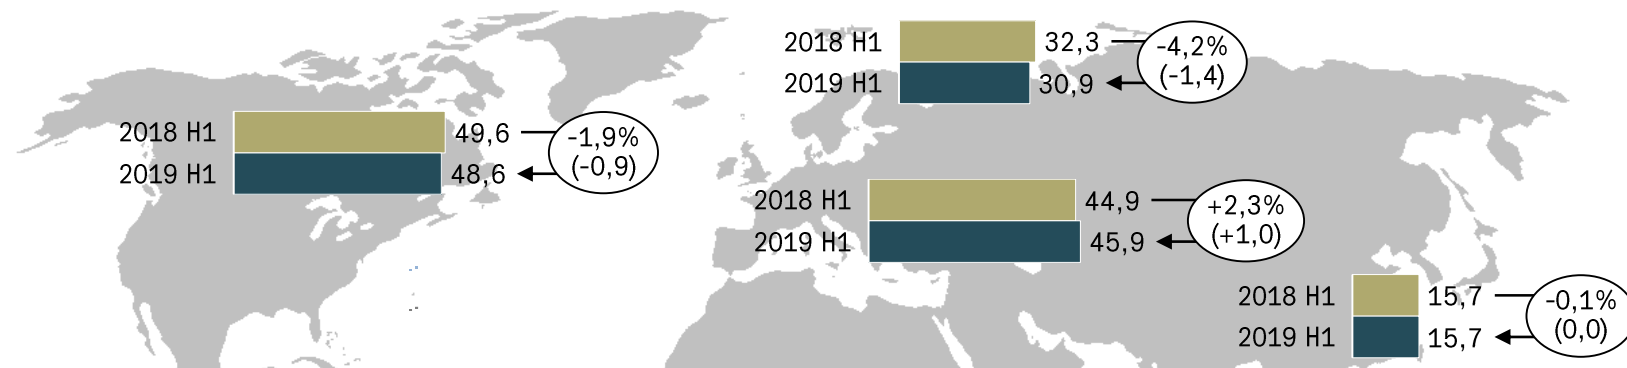 2018 H1 32,3 -4,2%
2019 H1 30,9 (-1,4)
2018 H1 49,6 -1,9%
2019 H1 48,6 (-0,9)
2018 H1 44,9 +2,3%
2019 H1 45,9 (+1,0)
2018 H1 15,7 -0,1%
2019 H1 15,7 (0,0)